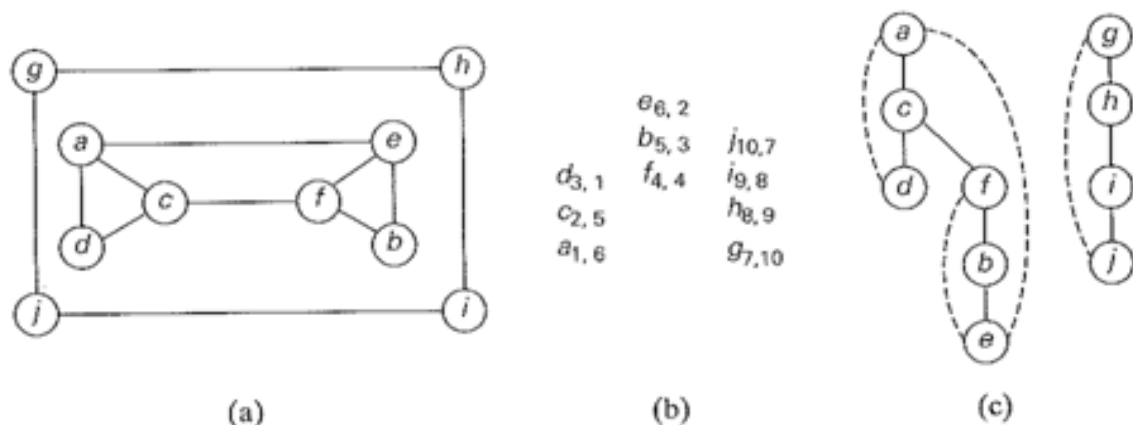 g h
a e
c f
d b
j i
(a)
e6, 2
b5, 3 j10,7
d3, 1 f4, 4 i9,8
c2, 5 h8,9
a1, 6 g7,10
(b)
a g
c h
d f i
b j
e
(c)